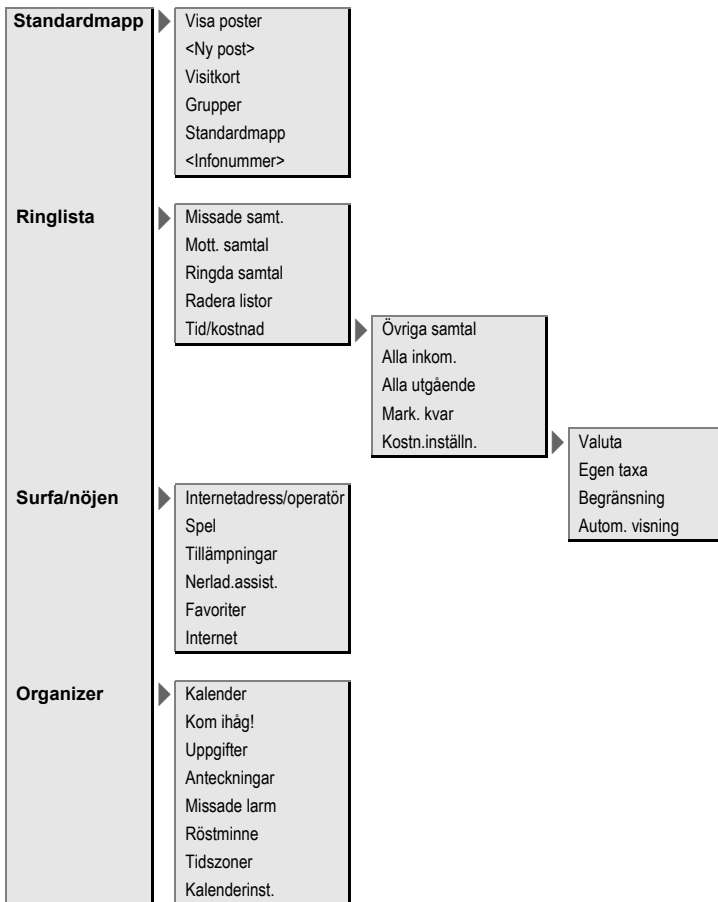 Standardmapp
Visa poster
<Ny post>
Visitkort
Grupper
Standardmapp
<Infonummer>
Ringlista
Missade samt.
Mott. samtal
Ringda samtal
Radera listor
Tid/kostnad
Övriga samtal
Alla inkom.
Alla utgående
Mark. kvar
Kostn.inställn.
Valuta
Egen taxa
Begränsning
Autom. visning
Surfa/nöjen
Internetadress/operatör
Spel
Tillämpningar
Nerlad.assist.
Favoriter
Internet
Organizer
Kalender
Kom ihåg!
Uppgifter
Anteckningar
Missade larm
Röstminne
Tidszoner
Kalenderinst.